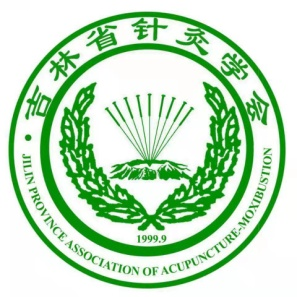 ·吉林省针灸学会·
1999.9
JILIN PROVINCE ASSOCIATION OF ACUPUNCTURE-MOXIBUSTION